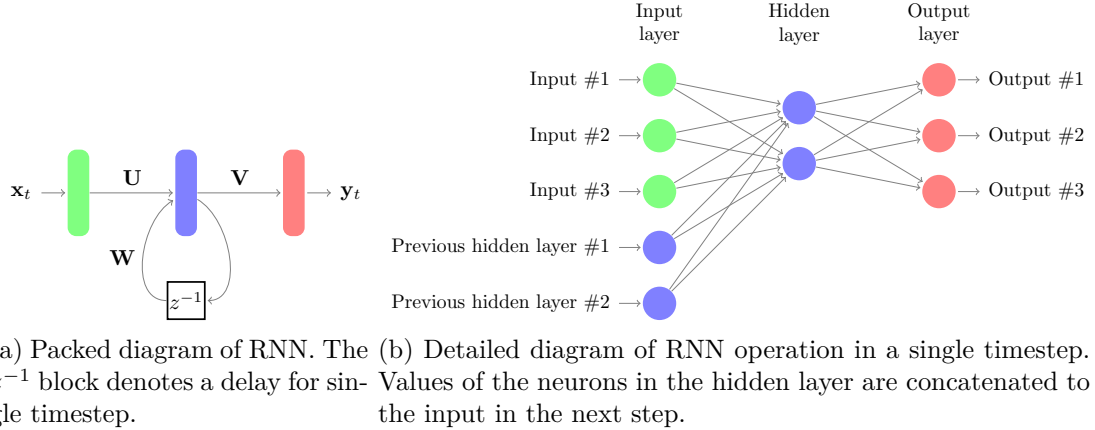 x_t
U
V
y_t
W
z^{-1}
a) Packed diagram of RNN. The
z^{-1} block denotes a delay for sin-
gle timestep.
Input
layer
Hidden
layer
Output
layer
Input #1
Input #2
Input #3
Previous hidden layer #1
Previous hidden layer #2
Output #1
Output #2
Output #3
(b) Detailed diagram of RNN operation in a single timestep.
Values of the neurons in the hidden layer are concatenated to
the input in the next step.